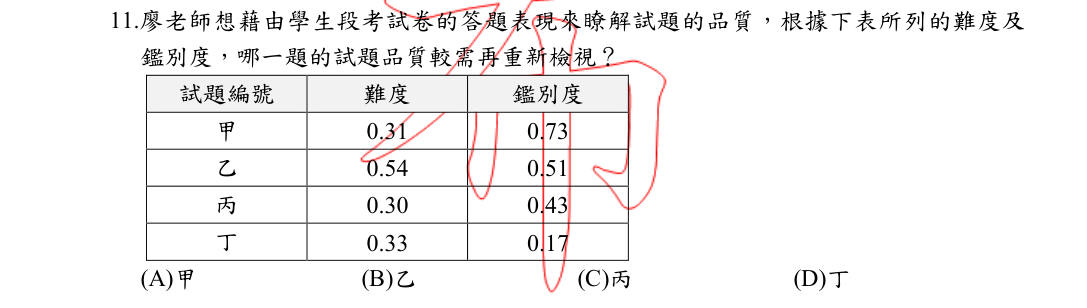 11.廖老師想藉由學生段考試卷的答題表現來瞭解試題的品質，根據下表所列的難度及
鑑別度，哪一題的試題品質較需再重新檢視？
試題編號 難度 鑑別度
甲 0.31 0.73
乙 0.54 0.51
丙 0.30 0.43
丁 0.33 0.17
(A)甲 (B)乙 (C)丙 (D)丁